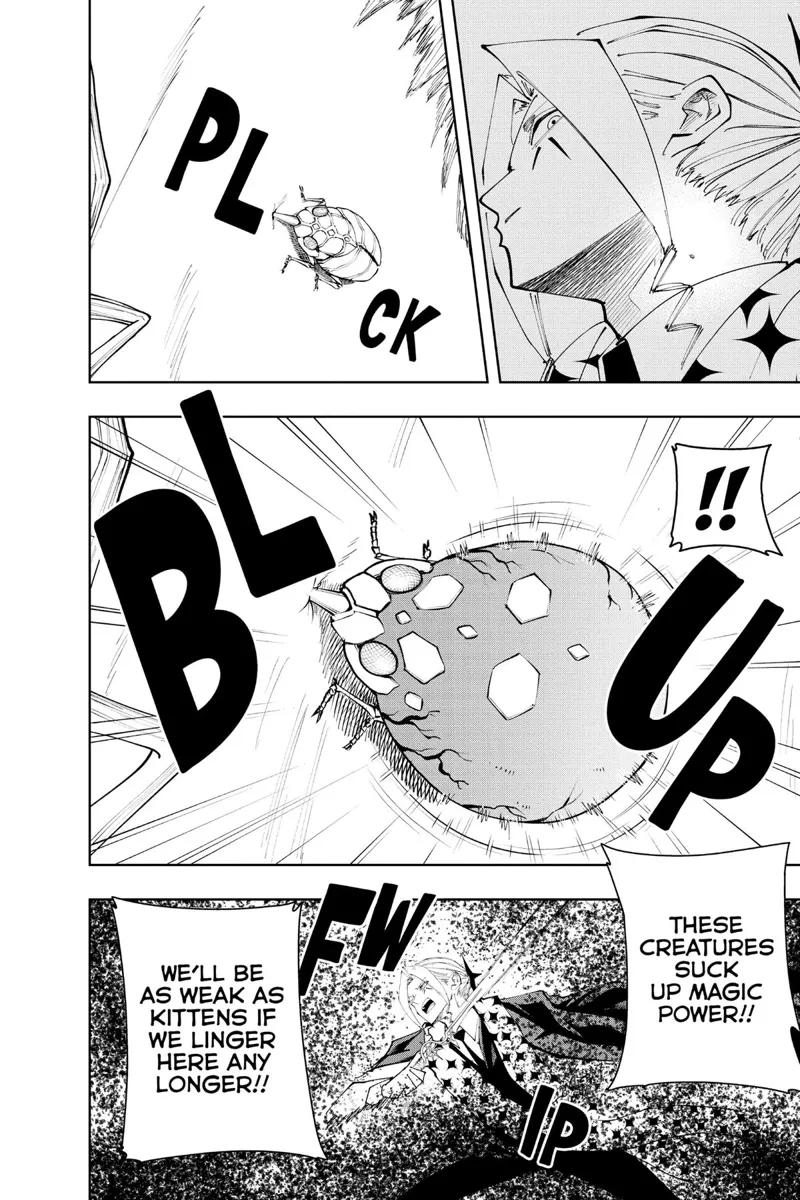 PL
CK
!!
BL
UP
THESE
CREATURES
SUCK
UP MAGIC
POWER!!
FW
IP
WE'LL BE
AS WEAK AS
KITTENS IF
WE LINGER
HERE ANY
LONGER!!